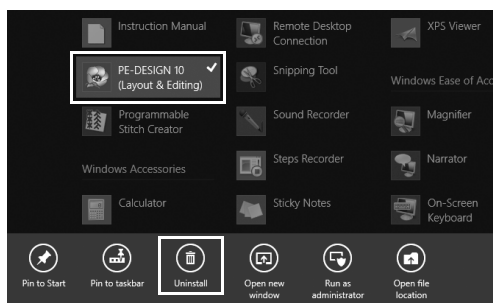 Instruction Manual
PE-DESIGN 10
(Layout & Editing)
Programmable
Stitch Creator
Windows Accessories
Calculator
Remote Desktop
Connection
Snipping Tool
Sound Recorder
Steps Recorder
Sticky Notes
XPS Viewer
Windows Ease of Acc
Magnifier
Narrator
On-Screen
Keyboard
Pin to Start
Pin to taskbar
Uninstall
Open new
window
Run as
administrator
Open file
location